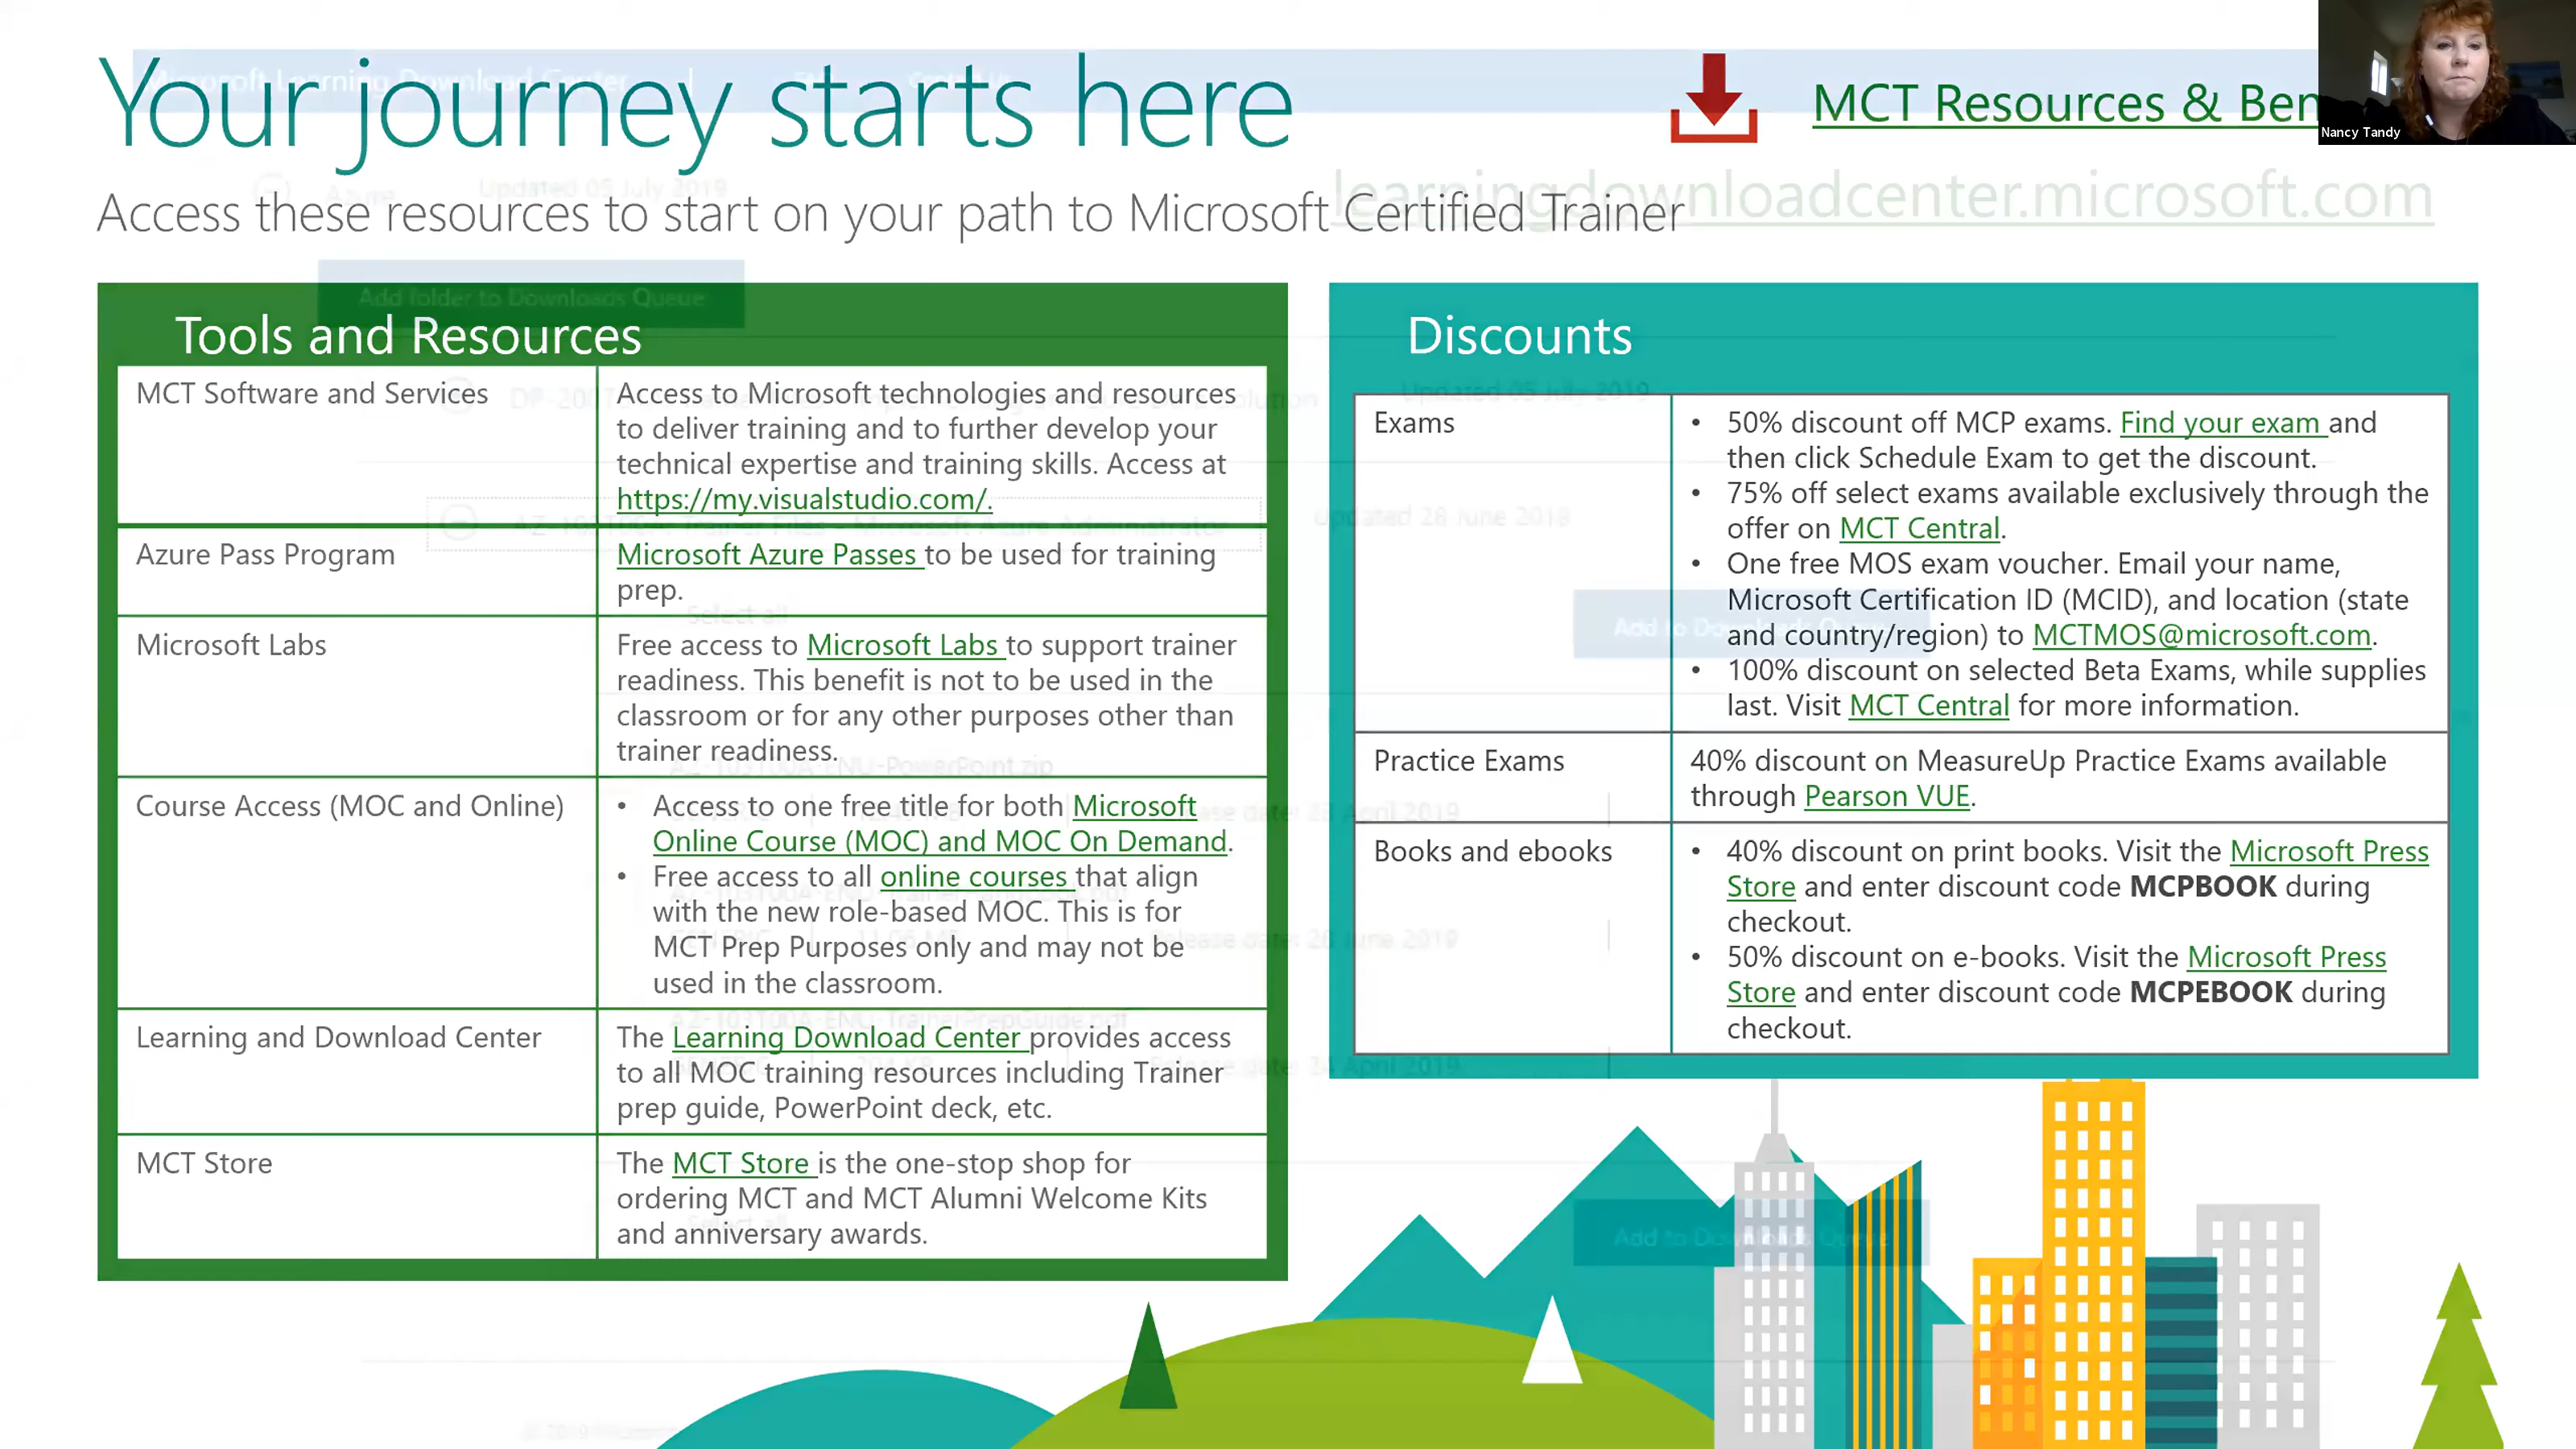 Your journey starts here
MCT Resources & Ben
Nancy Tandy
Access these resources to start on your path to Microsoft Certified Trainer
learningdownloadcenter.microsoft.com
Updated 05 July 2019
Add folder to Downloads Queue
Tools and Resources
MCT Software and Services
Access to Microsoft technologies and resources
to deliver training and to further develop your
technical expertise and training skills. Access at
https://my.visualstudio.com/.
Azure Pass Program
Microsoft Azure Passes to be used for training
prep.
Microsoft Labs
Free access to Microsoft Labs to support trainer
readiness. This benefit is not to be used in the
classroom or for any other purposes other than
trainer readiness.
Course Access (MOC and Online)
• Access to one free title for both Microsoft
Online Course (MOC) and MOC On Demand.
• Free access to all online courses that align
with the new role-based MOC. This is for
MCT Prep Purposes only and may not be
used in the classroom.
Learning and Download Center
The Learning Download Center provides access
to all MOC training resources including Trainer
prep guide, PowerPoint deck, etc.
MCT Store
The MCT Store is the one-stop shop for
ordering MCT and MCT Alumni Welcome Kits
and anniversary awards.
Discounts
Exams
• 50% discount off MCP exams. Find your exam and
then click Schedule Exam to get the discount.
• 75% off select exams available exclusively through the
offer on MCT Central.
• One free MOS exam voucher. Email your name,
Microsoft Certification ID (MCID), and location (state
and country/region) to MCTMOS@microsoft.com.
• 100% discount on selected Beta Exams, while supplies
last. Visit MCT Central for more information.
Practice Exams
40% discount on MeasureUp Practice Exams available
through Pearson VUE.
Books and ebooks
• 40% discount on print books. Visit the Microsoft Press
Store and enter discount code MCPBOOK during
checkout.
• 50% discount on e-books. Visit the Microsoft Press
Store and enter discount code MCPEBOOK during
checkout.